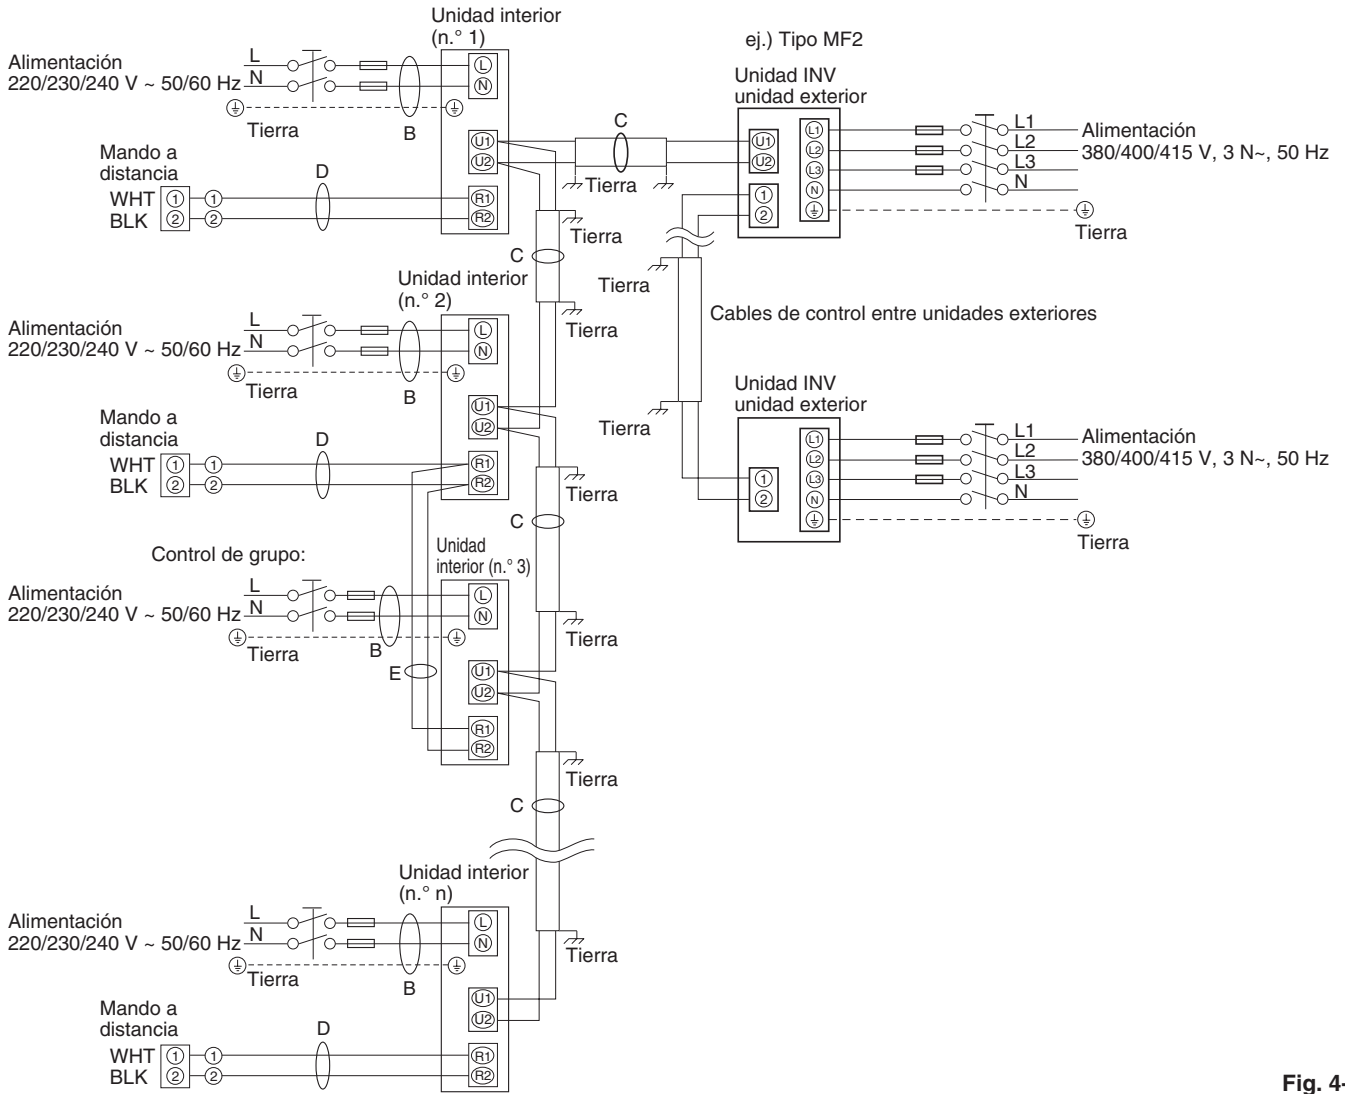 Unidad interior
(n.° 1)
Alimentación
220/230/240 V ~ 50/60 Hz
L
N
L
N
Tierra
B
Mando a
distancia
WHT
BLK
1
2
1
2
D
U1
U2
R1
R2
C
Tierra
Tierra
C
Tierra
ej.) Tipo MF2
Unidad INV
unidad exterior
U1
U2
1
2
L1
L2
L3
N
L1
L2
L3
N
Alimentación
380/400/415 V, 3 N~, 50 Hz
Tierra
Tierra
Cables de control entre unidades exteriores
Tierra
Unidad INV
unidad exterior
1
2
L1
L2
L3
N
L1
L2
L3
N
Alimentación
380/400/415 V, 3 N~, 50 Hz
Tierra
Unidad interior
(n.° 2)
Alimentación
220/230/240 V ~ 50/60 Hz
L
N
L
N
Tierra
B
Mando a
distancia
WHT
BLK
1
2
1
2
D
U1
U2
R1
R2
Tierra
C
Tierra
Control de grupo:
Unidad
interior (n.° 3)
Alimentación
220/230/240 V ~ 50/60 Hz
L
N
L
N
Tierra
B
E
U1
U2
R1
R2
Tierra
C
Tierra
Unidad interior
(n.° n)
Alimentación
220/230/240 V ~ 50/60 Hz
L
N
L
N
Tierra
B
Mando a
distancia
WHT
BLK
1
2
1
2
D
U1
U2
R1
R2
Fig. 4-